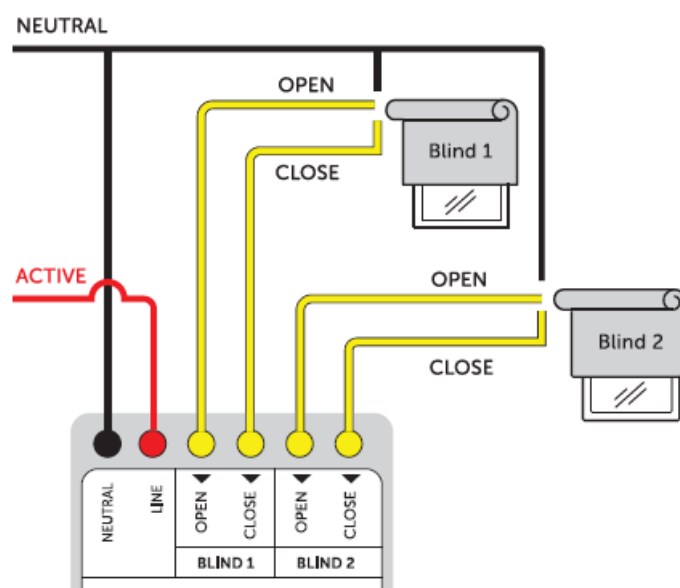 NEUTRAL
OPEN
Blind 1
CLOSE
ACTIVE
OPEN
Blind 2
CLOSE
NEUTRAL
LINE
OPEN
CLOSE
OPEN
CLOSE
BLIND 1
BLIND 2